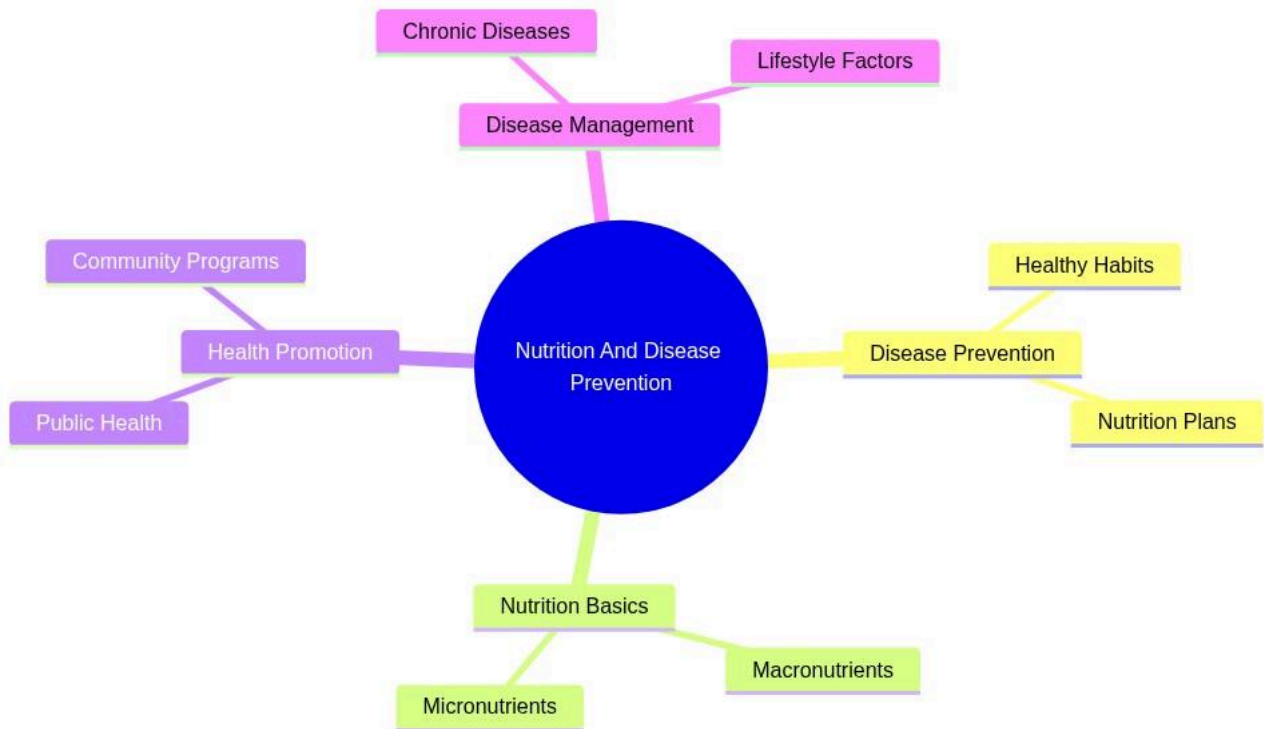 Chronic Diseases
Lifestyle Factors
Disease Management
Community Programs
Healthy Habits
Health Promotion
Nutrition And Disease
Prevention
Disease Prevention
Public Health
Nutrition Plans
Nutrition Basics
Macronutrients
Micronutrients